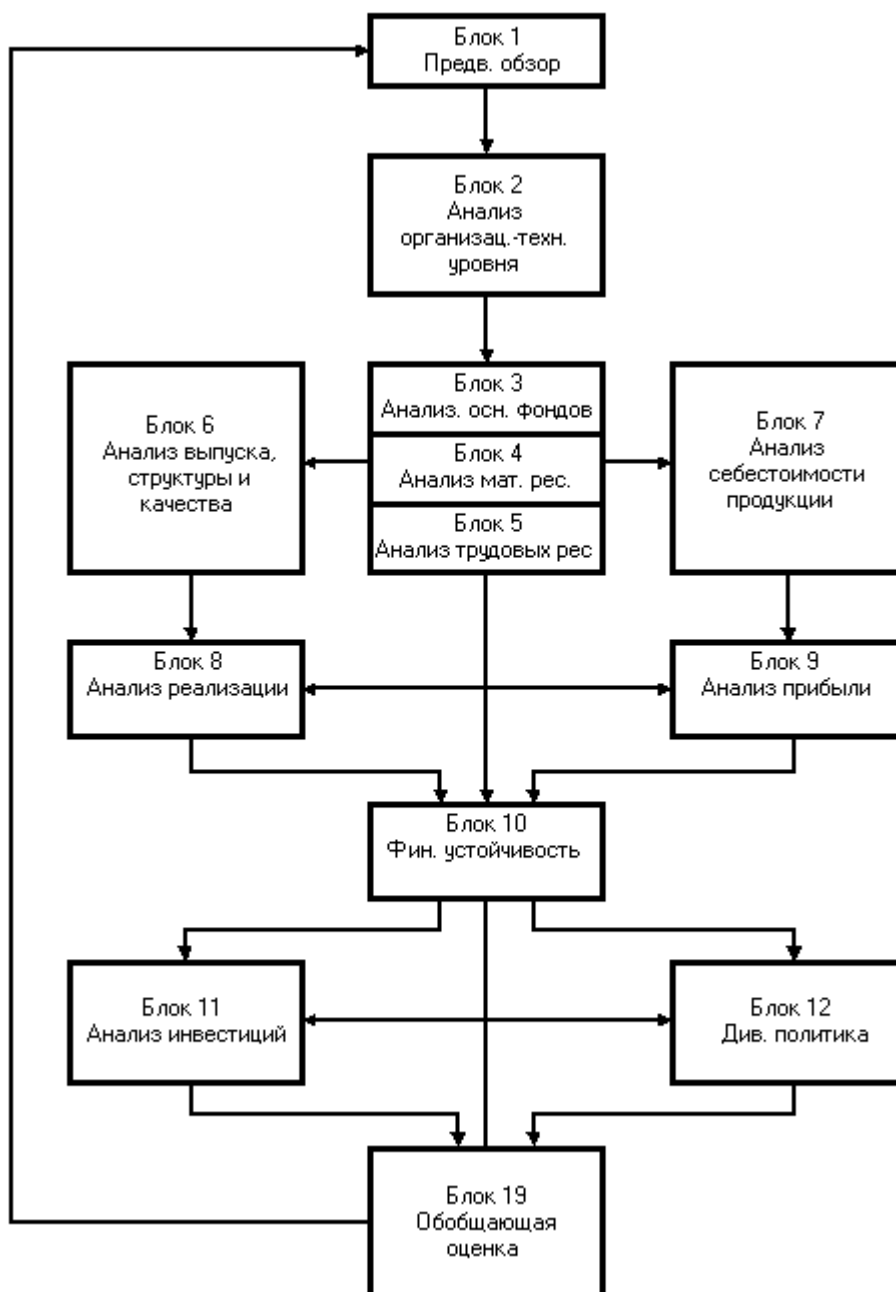 Блок 1
Предв. обзор
Блок 2
Анализ
организац.-техн.
уровня
Блок 3
Анализ. осн. фондов
Блок 4
Анализ мат. рес.
Блок 5
Анализ трудовых рес
Блок 6
Анализ выпуска,
структуры и
качества
Блок 7
Анализ
себестоимости
продукции
Блок 8
Анализ реализации
Блок 9
Анализ прибыли
Блок 10
Фин. устойчивость
Блок 11
Анализ инвестиций
Блок 12
Див. политика
Блок 19
Обобщающая
оценка